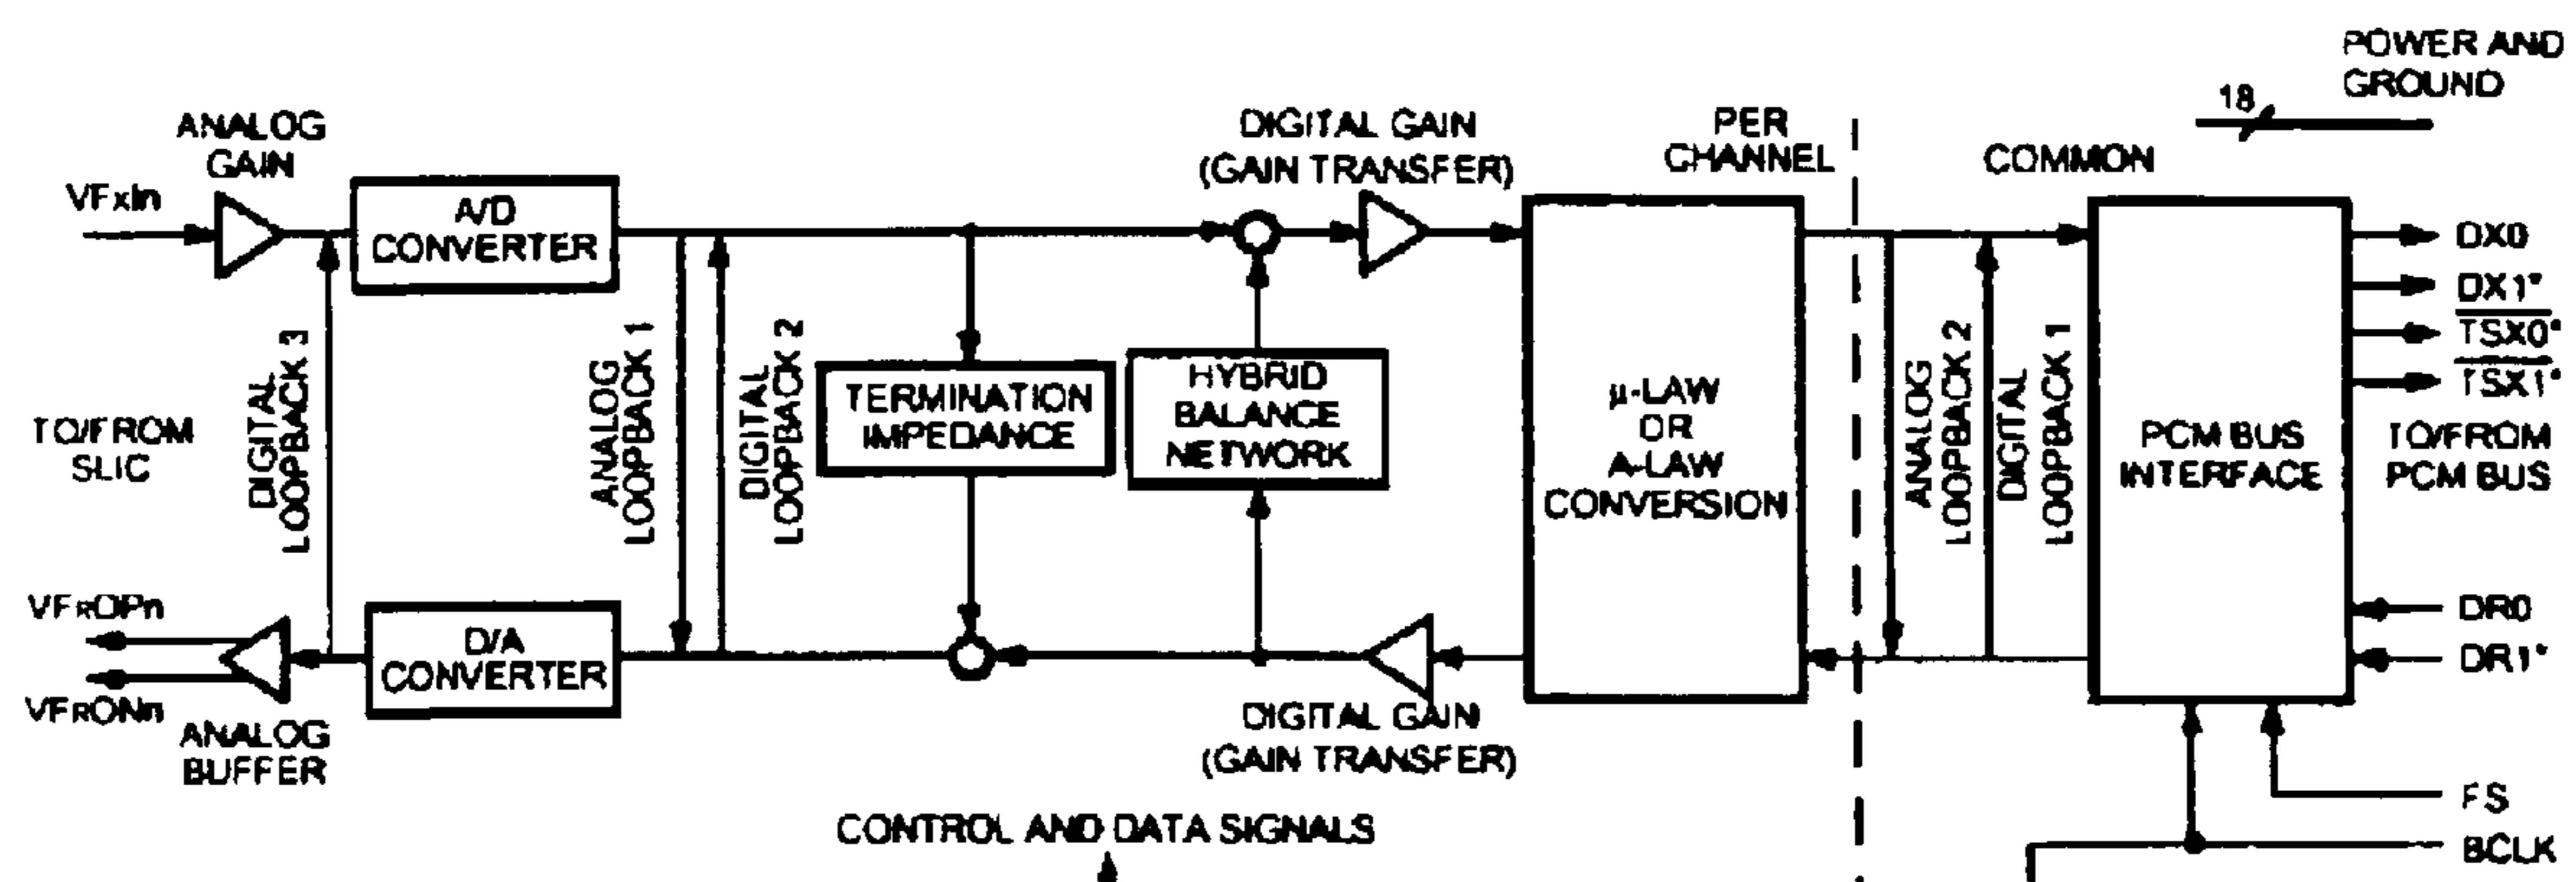 POWER AND
GROUND
18
ANALOG
GAIN
DIGITAL GAIN
(GAIN TRANSFER)
PER
CHANNEL
COMMON
VFxIn
A/D
CONVERTER
DX0
DX1*
TSX0*
TSX1*
DIGITAL
LOOPBACK 3
ANALOG
LOOPBACK 1
DIGITAL
LOOPBACK 2
TERMINATION
IMPEDANCE
HYBRID
BALANCE
NETWORK
μ-LAW
OR
A-LAW
CONVERSION
ANALOG
LOOPBACK 2
DIGITAL
LOOPBACK 1
PCM BUS
INTERFACE
TO/FROM
PCM BUS
TO/FROM
SLIC
VFROPn
VFRONn
D/A
CONVERTER
ANALOG
BUFFER
DIGITAL GAIN
(GAIN TRANSFER)
DR0
DR1*
FS
BCLK
CONTROL AND DATA SIGNALS